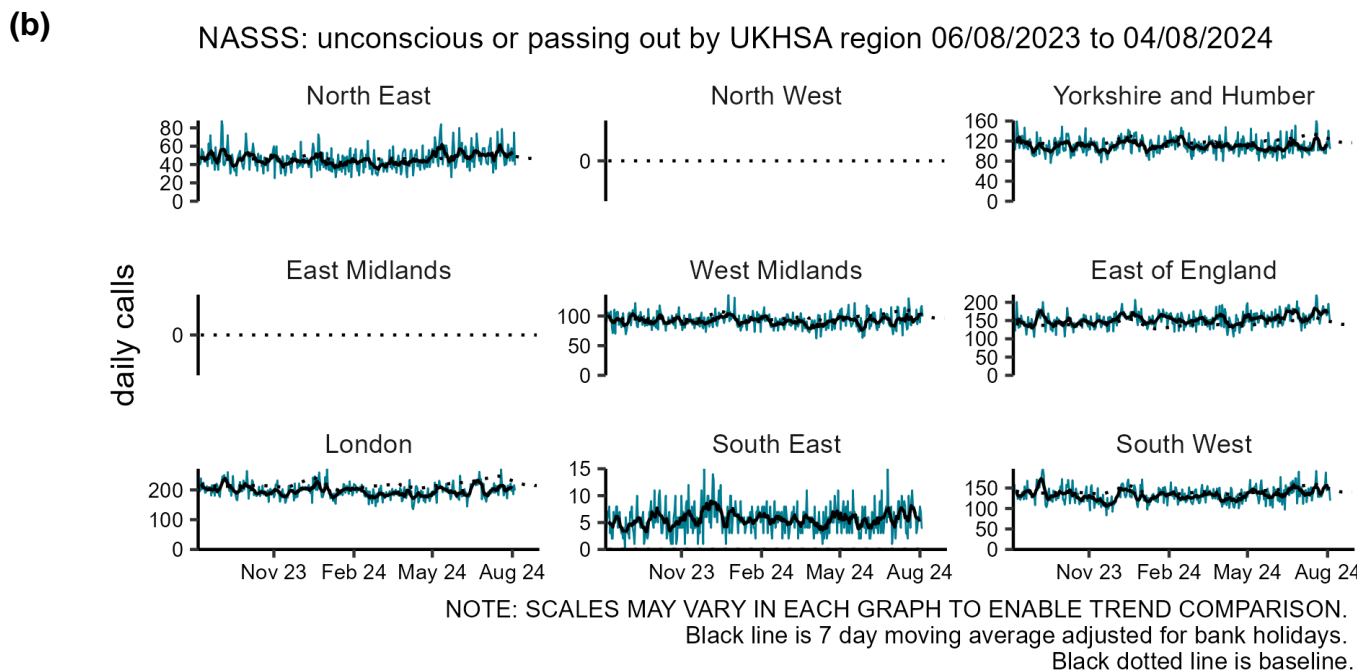 (b)
NASSS: unconscious or passing out by UKHSA region 06/08/2023 to 04/08/2024
North East
North West
Yorkshire and Humber
80
60
40
20
0
0
160
120
80
40
0
daily calls
East Midlands
West Midlands
East of England
0
100
50
0
200
150
100
50
0
London
South East
South West
200
100
0
15
10
5
0
150
100
50
0
Nov 23 Feb 24 May 24 Aug 24
Nov 23 Feb 24 May 24 Aug 24
Nov 23 Feb 24 May 24 Aug 24
NOTE: SCALES MAY VARY IN EACH GRAPH TO ENABLE TREND COMPARISON.
Black line is 7 day moving average adjusted for bank holidays.
Black dotted line is baseline.